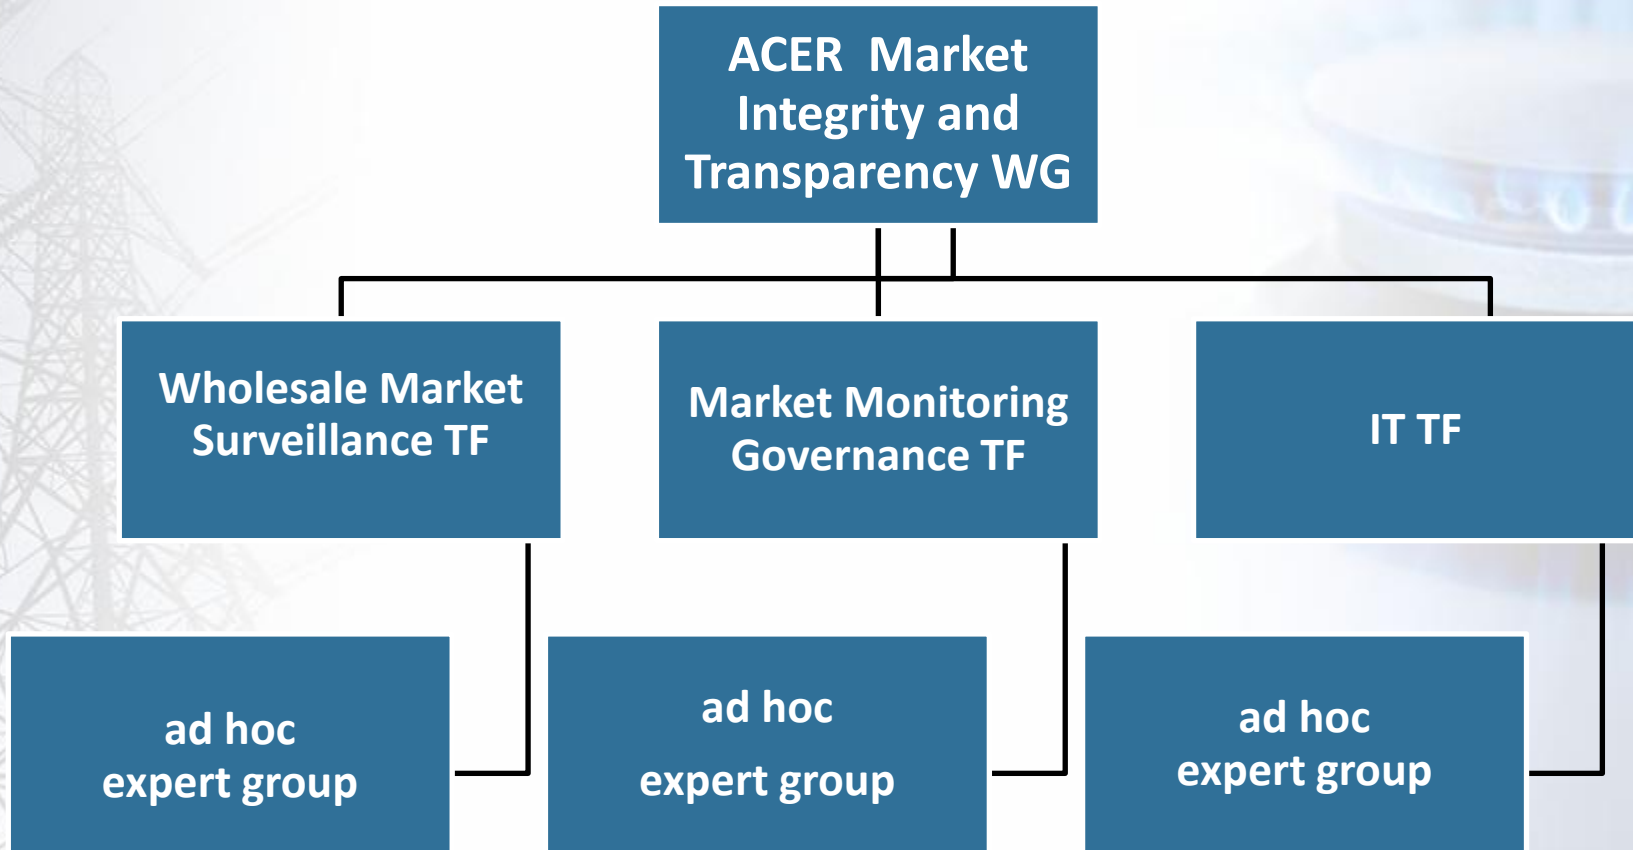 ACER Market
Integrity and
Transparency WG
Wholesale Market
Surveillance TF
Market Monitoring
Governance TF
IT TF
ad hoc
expert group
ad hoc
expert group
ad hoc
expert group